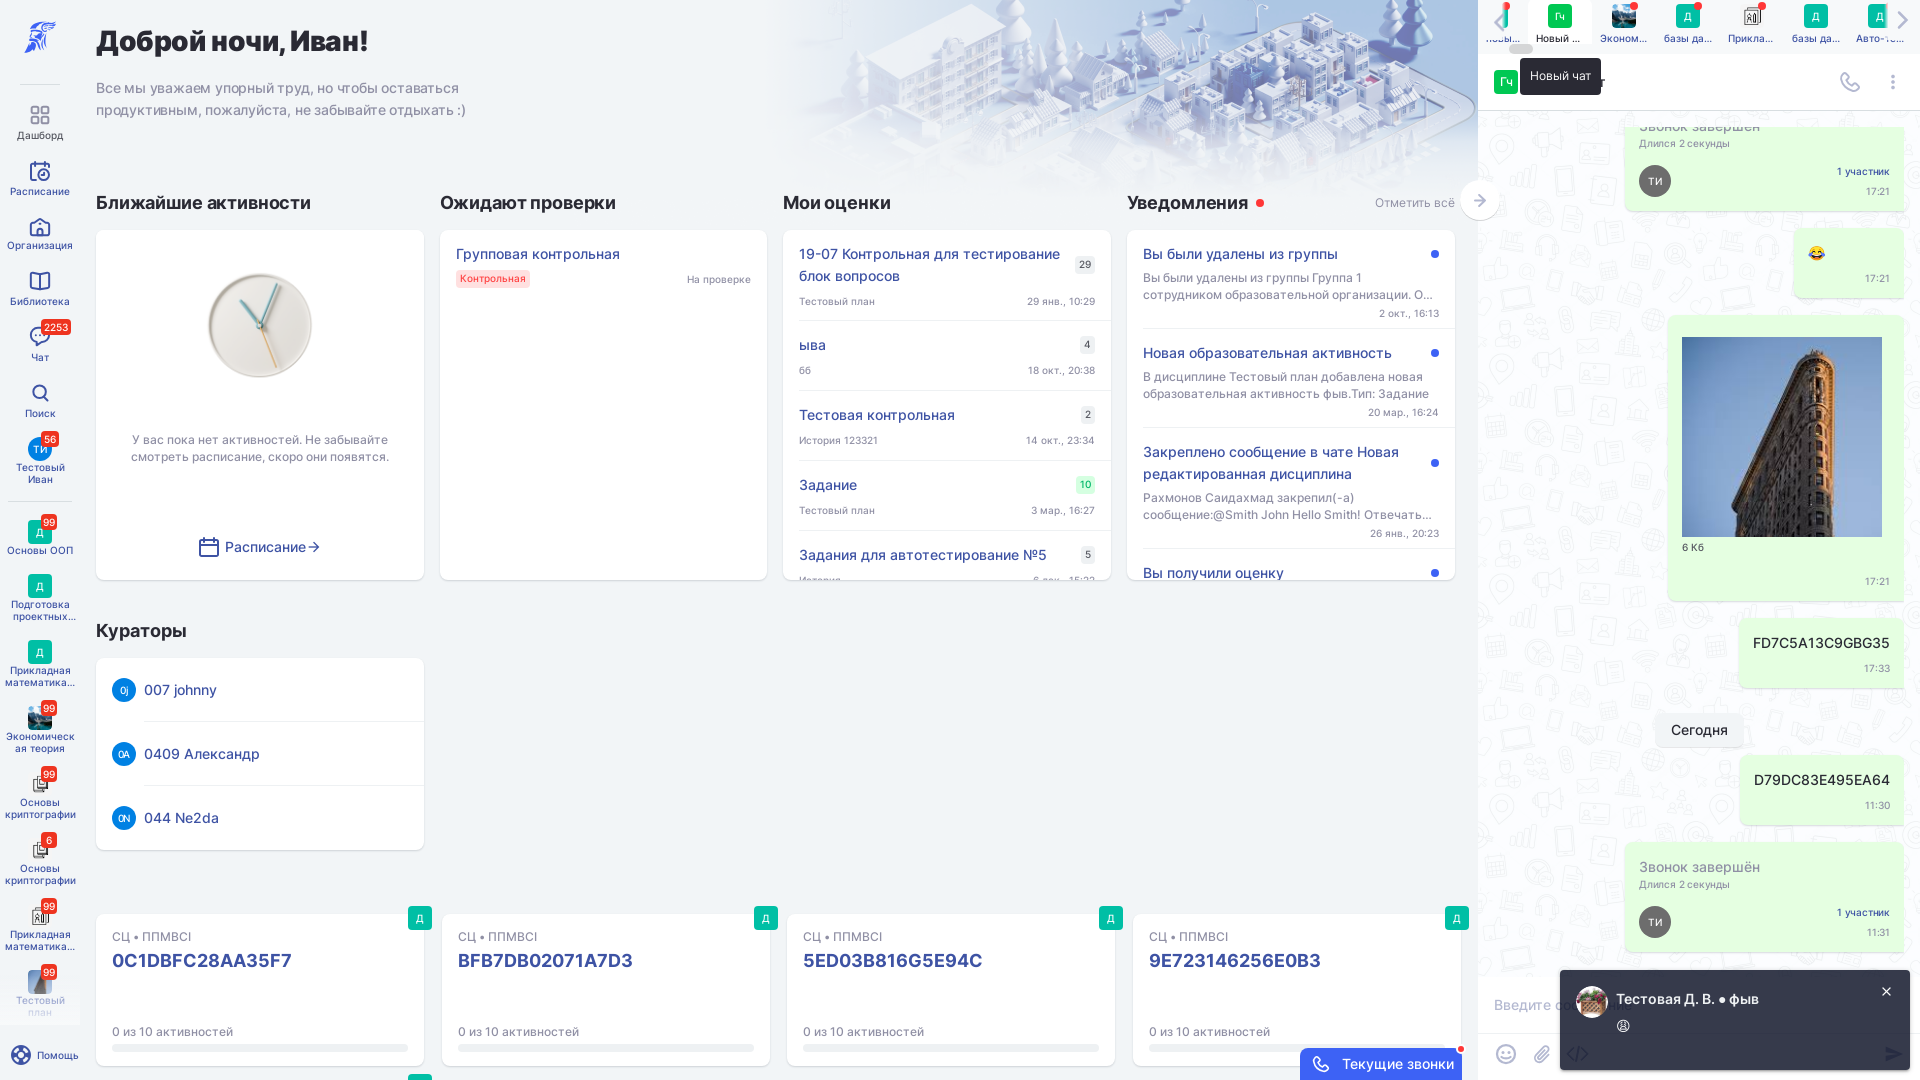 Дашборд
Расписание
Организация
Библиотека
2253
Чат
Поиск
56
ТИ
Тестовый
Иван
99
Д
Основы ООП
Д
Подготовка
проектных...
Д
Прикладная
математика...
99
Экономическ
ая теория
99
Основы
криптографии
6
Основы
криптографии
99
Прикладная
математика...
99
Тестовый
план
Помощь
Доброй ночи, Иван!
Все мы уважаем упорный труд, но чтобы оставаться
продуктивным, пожалуйста, не забывайте отдыхать :)
Ближайшие активности
У вас пока нет активностей. Не забывайте
смотреть расписание, скоро они появятся.
Расписание
Ожидают проверки
Групповая контрольная
Контрольная
На проверке
Мои оценки
19-07 Контрольная для тестирование
блок вопросов
29
Тестовый план
29 янв., 10:29
ыва
4
66
18 окт., 20:38
Тестовая контрольная
2
История 123321
14 окт., 23:34
Задание
10
Тестовый план
3 мар., 16:27
Задания для автотестирование №5
5
Уведомления
Отметить всё
Вы были удалены из группы
Вы были удалены из группы Группа 1
сотрудником образовательной организации. О...
2 окт., 16:13
Новая образовательная активность
В дисциплине Тестовый план добавлена новая
образовательная активность фыв.Тип: Задание
20 мар., 16:24
Закреплено сообщение в чате Новая
редактированная дисциплина
Рахмонов Саидахмад закрепил(-а)
сообщение:@Smith John Hello Smith! Отвечать...
26 янв., 20:23
Вы получили оценку
Кураторы
0j
007 johnny
0А
0409 Александр
0N
044 Ne2da
Д
СЦ • ППМВСІ
0C1DBFC28AA35F7
0 из 10 активностей
Д
СЦ • ППМВСІ
BFB7DB02071A7D3
0 из 10 активностей
Д
СЦ • ППМВСІ
5ED03B816G5E94C
0 из 10 активностей
Д
СЦ • ППМВСІ
9E723146256E0B3
0 из 10 активностей
Текущие звонки
Гч
Новый ...
Эконом...
Д
базы да...
Прикла...
Д
базы да...
Д
Гч
Новый чат
Звонок завершён
Длился 2 секунды
ТИ
1 участник
17:21
17:21
6 Кб
17:21
FD7C5A13C9GBG35
17:33
Сегодня
D79DC83E495EA64
11:30
Звонок завершён
Длился 2 секунды
ТИ
1 участник
11:31
Введите
Тестовая Д. В. ● фыв